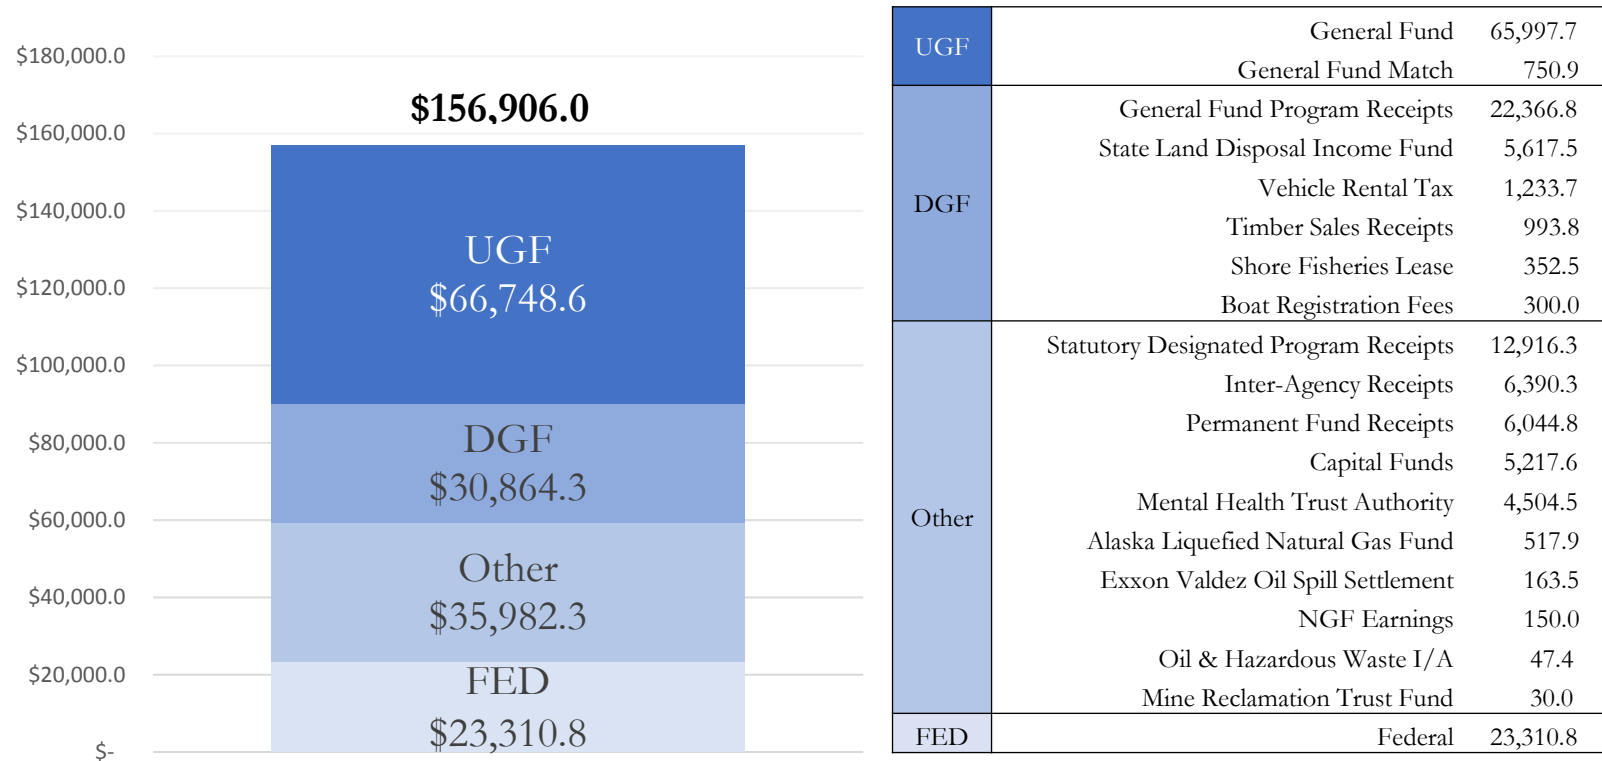 $180,000.0
$160,000.0
$140,000.0
$120,000.0
$100,000.0
$80,000.0
$60,000.0
$40,000.0
$20,000.0
$-
$156,906.0
UGF
$66,748.6
DGF
$30,864.3
Other
$35,982.3
FED
$23,310.8
UGF
General Fund 65,997.7
General Fund Match 750.9
DGF
General Fund Program Receipts 22,366.8
State Land Disposal Income Fund 5,617.5
Vehicle Rental Tax 1,233.7
Timber Sales Receipts 993.8
Shore Fisheries Lease 352.5
Boat Registration Fees 300.0
Other
Statutory Designated Program Receipts 12,916.3
Inter-Agency Receipts 6,390.3
Permanent Fund Receipts 6,044.8
Capital Funds 5,217.6
Mental Health Trust Authority 4,504.5
Alaska Liquefied Natural Gas Fund 517.9
Exxon Valdez Oil Spill Settlement 163.5
NGF Earnings 150.0
Oil & Hazardous Waste I/A 47.4
Mine Reclamation Trust Fund 30.0
FED Federal 23,310.8